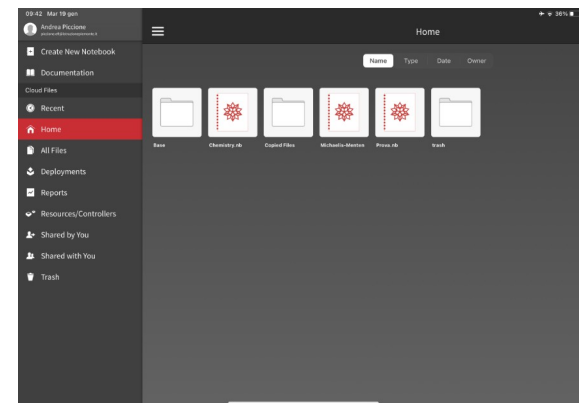 09:42 Mar 19 gen
36%
Andrea Piccione
Create New Notebook
Documentation
Cloud Files
Recent
Home
All Files
Deployments
Reports
Resources/Controllers
Shared by You
Shared with You
Trash
Home
Name Type Date Owner
Base Chemistry.nb Copied Files Michaelis-Menten Prova.nb trash